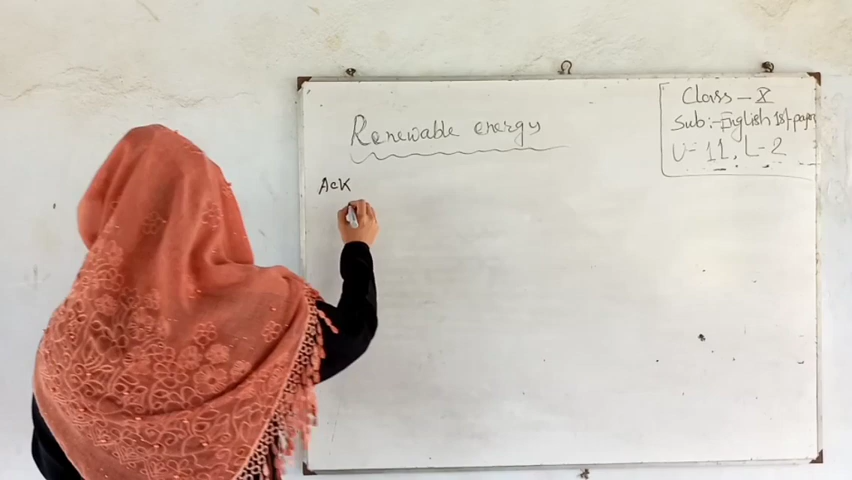 Renewable energy
Class - X
Sub:- English 1st paper
U- 11, L- 2
Ack